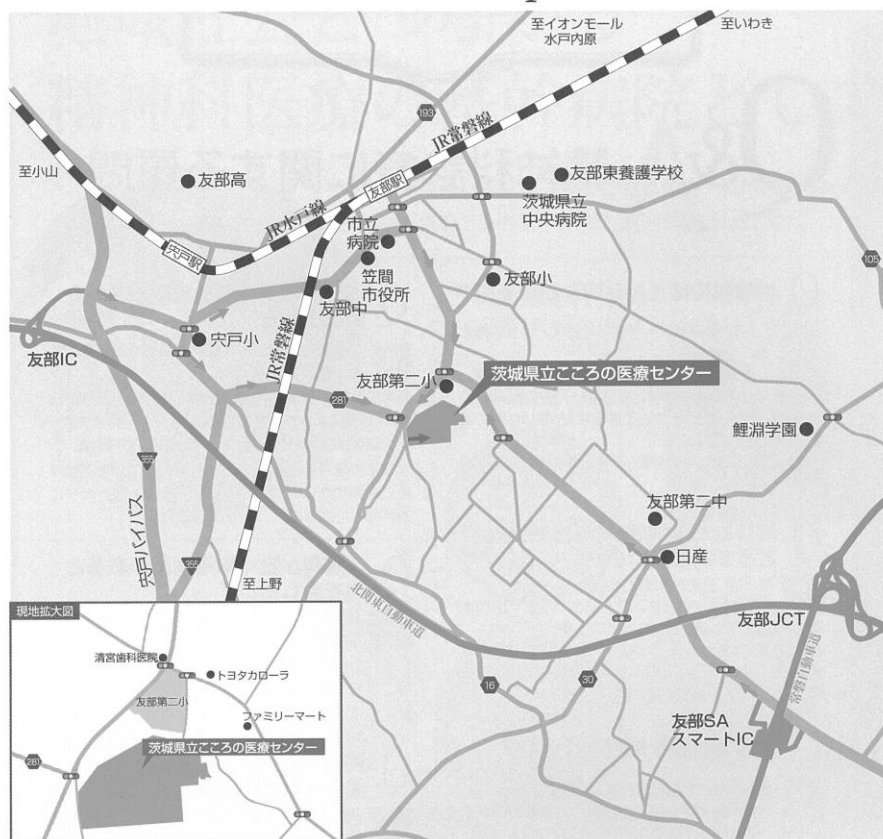 至イオンモール
水戸内原
至いわき
193
JR常磐線
至小山
友部高
友部駅
友部東養護学校
茨城県立
中央病院
JR水戸線
市立
病院
宍戸駅
笠間
市役所
友部小
105
友部中
宍戸小
友部IC
JR常磐線
友部第二小
茨城県立こころの医療センター
281
鯉淵学園
355
宍戸バイパス
友部第二中
日産
355
至上野
北関東自動車道
友部JCT
現地拡大図
清宮歯科医院
トヨタカローラ
友部第二小
ファミリーマート
茨城県立こころの医療センター
281
16
30
常磐自動車道
友部SA
スマートIC